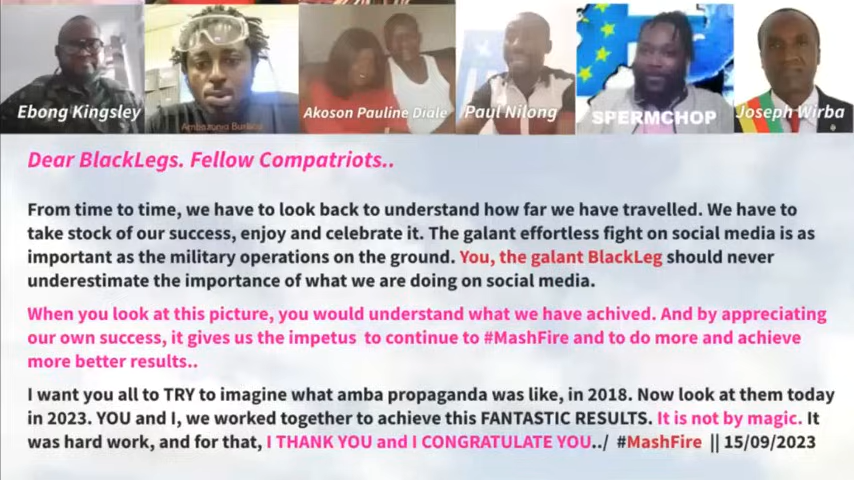 Ebong Kingsley
Akoson Pauline Diale
Paul Nilong
SPERMCHOP
Joseph Wirba
Dear BlackLegs. Fellow Compatriots..
From time to time, we have to look back to understand how far we have travelled. We have to
take stock of our success, enjoy and celebrate it. The galant effortless fight on social media is as
important as the military operations on the ground. You, the galant BlackLeg should never
underestimate the importance of what we are doing on social media.
When you look at this picture, you would understand what we have achived. And by appreciating
our own success, it gives us the impetus to continue to #MashFire and to do more and achieve
more better results..
I want you all to TRY to imagine what amba propaganda was like, in 2018. Now look at them today
in 2023. YOU and I, we worked together to achieve this FANTASTIC RESULTS. It is not by magic. It
was hard work, and for that, I THANK YOU and I CONGRATULATE YOU../ #MashFire || 15/09/2023